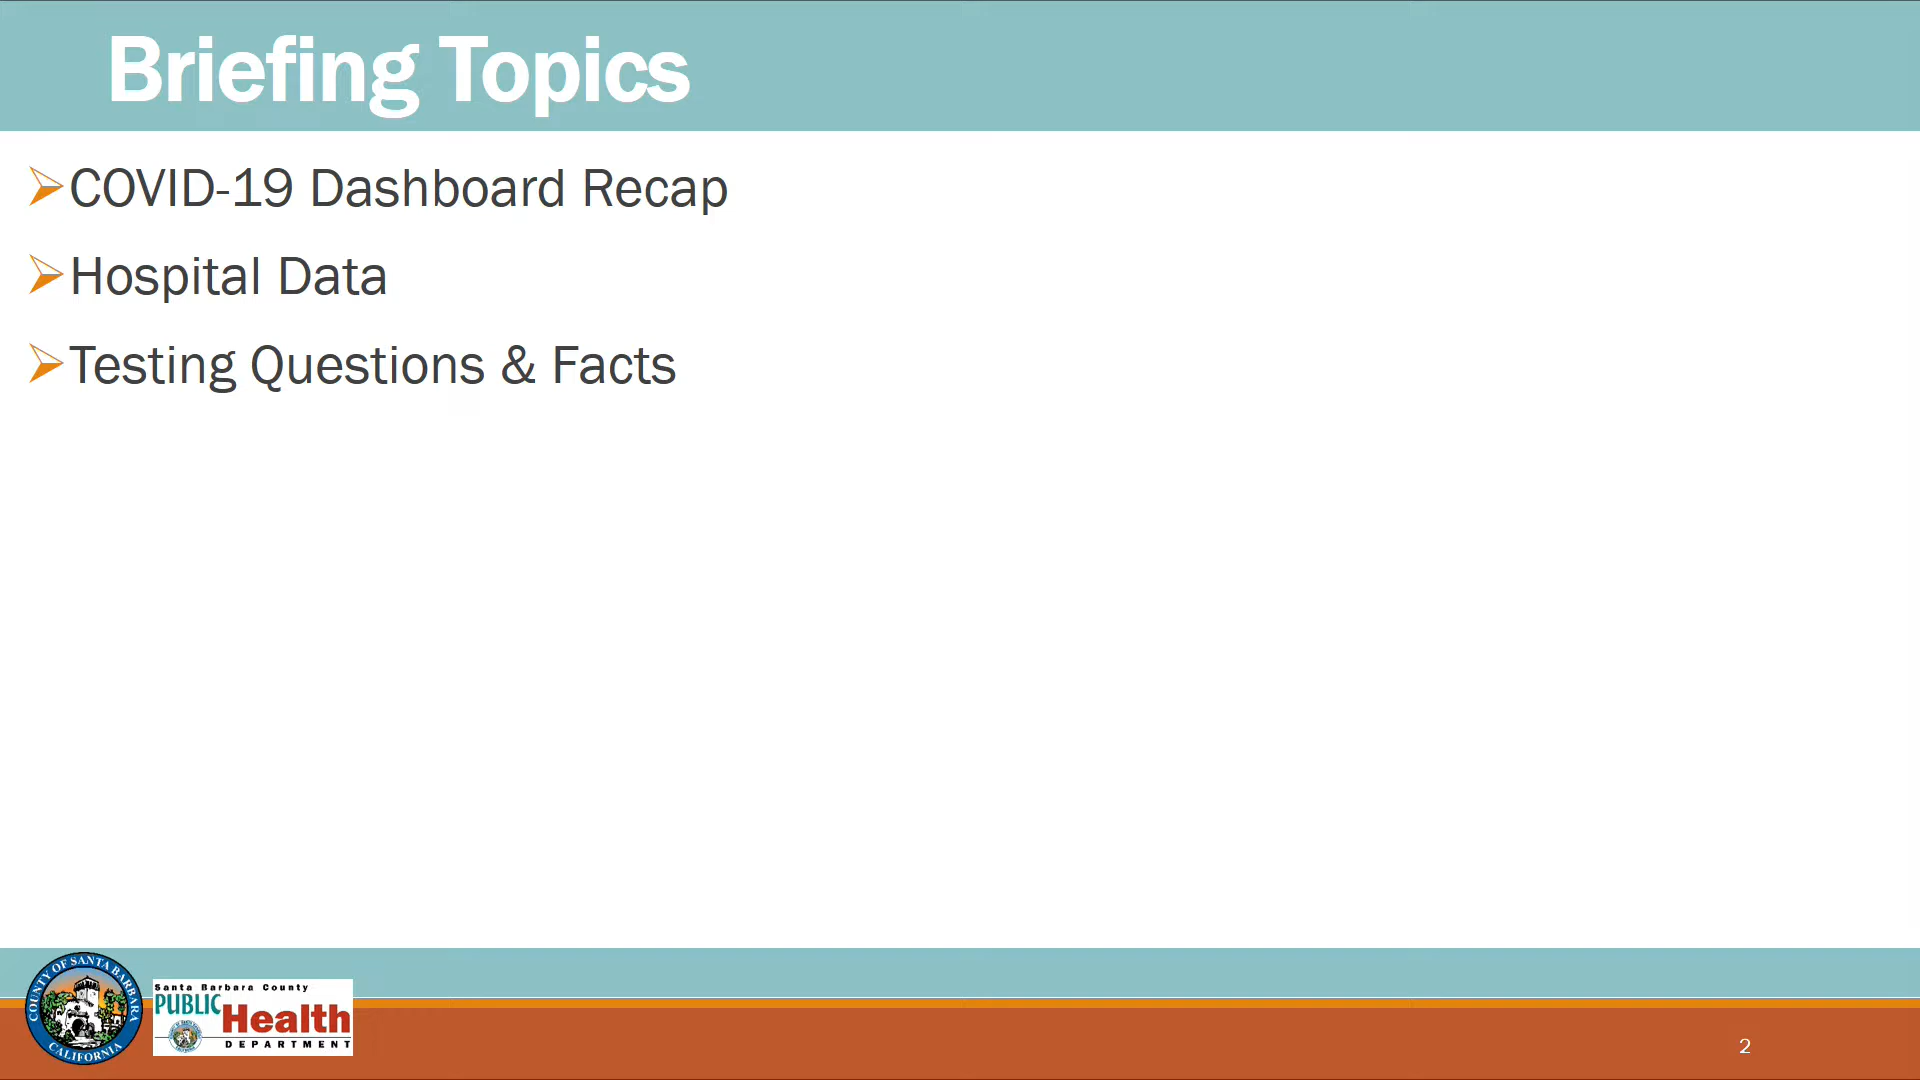 Briefing Topics
COVID-19 Dashboard Recap
Hospital Data
Testing Questions & Facts
COUNTY OF SANTA BARBARA
CALIFORNIA
Santa Barbara County
PUBLIC
Health
DEPARTMENT
2